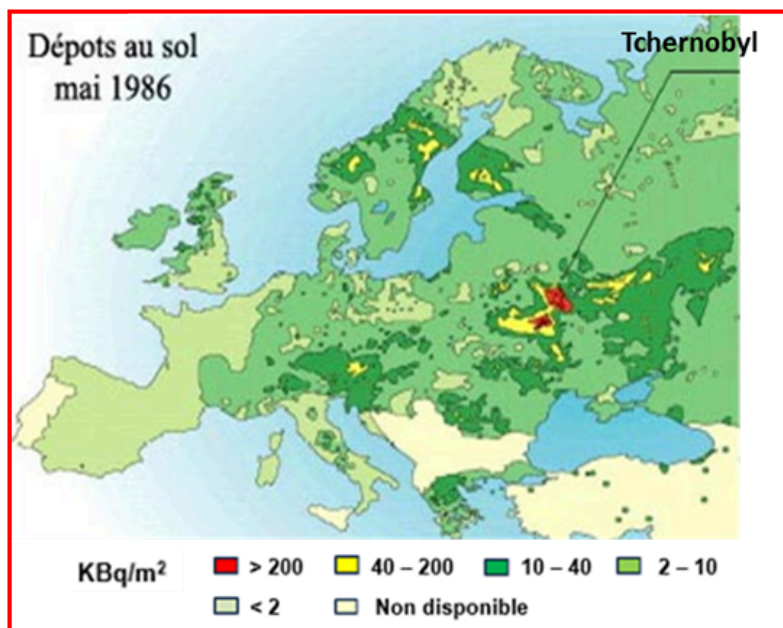 Dépots au sol
mai 1986
Tchernobyl
KBq/m²
> 200
40 – 200
10 – 40
2 – 10
< 2
Non disponible